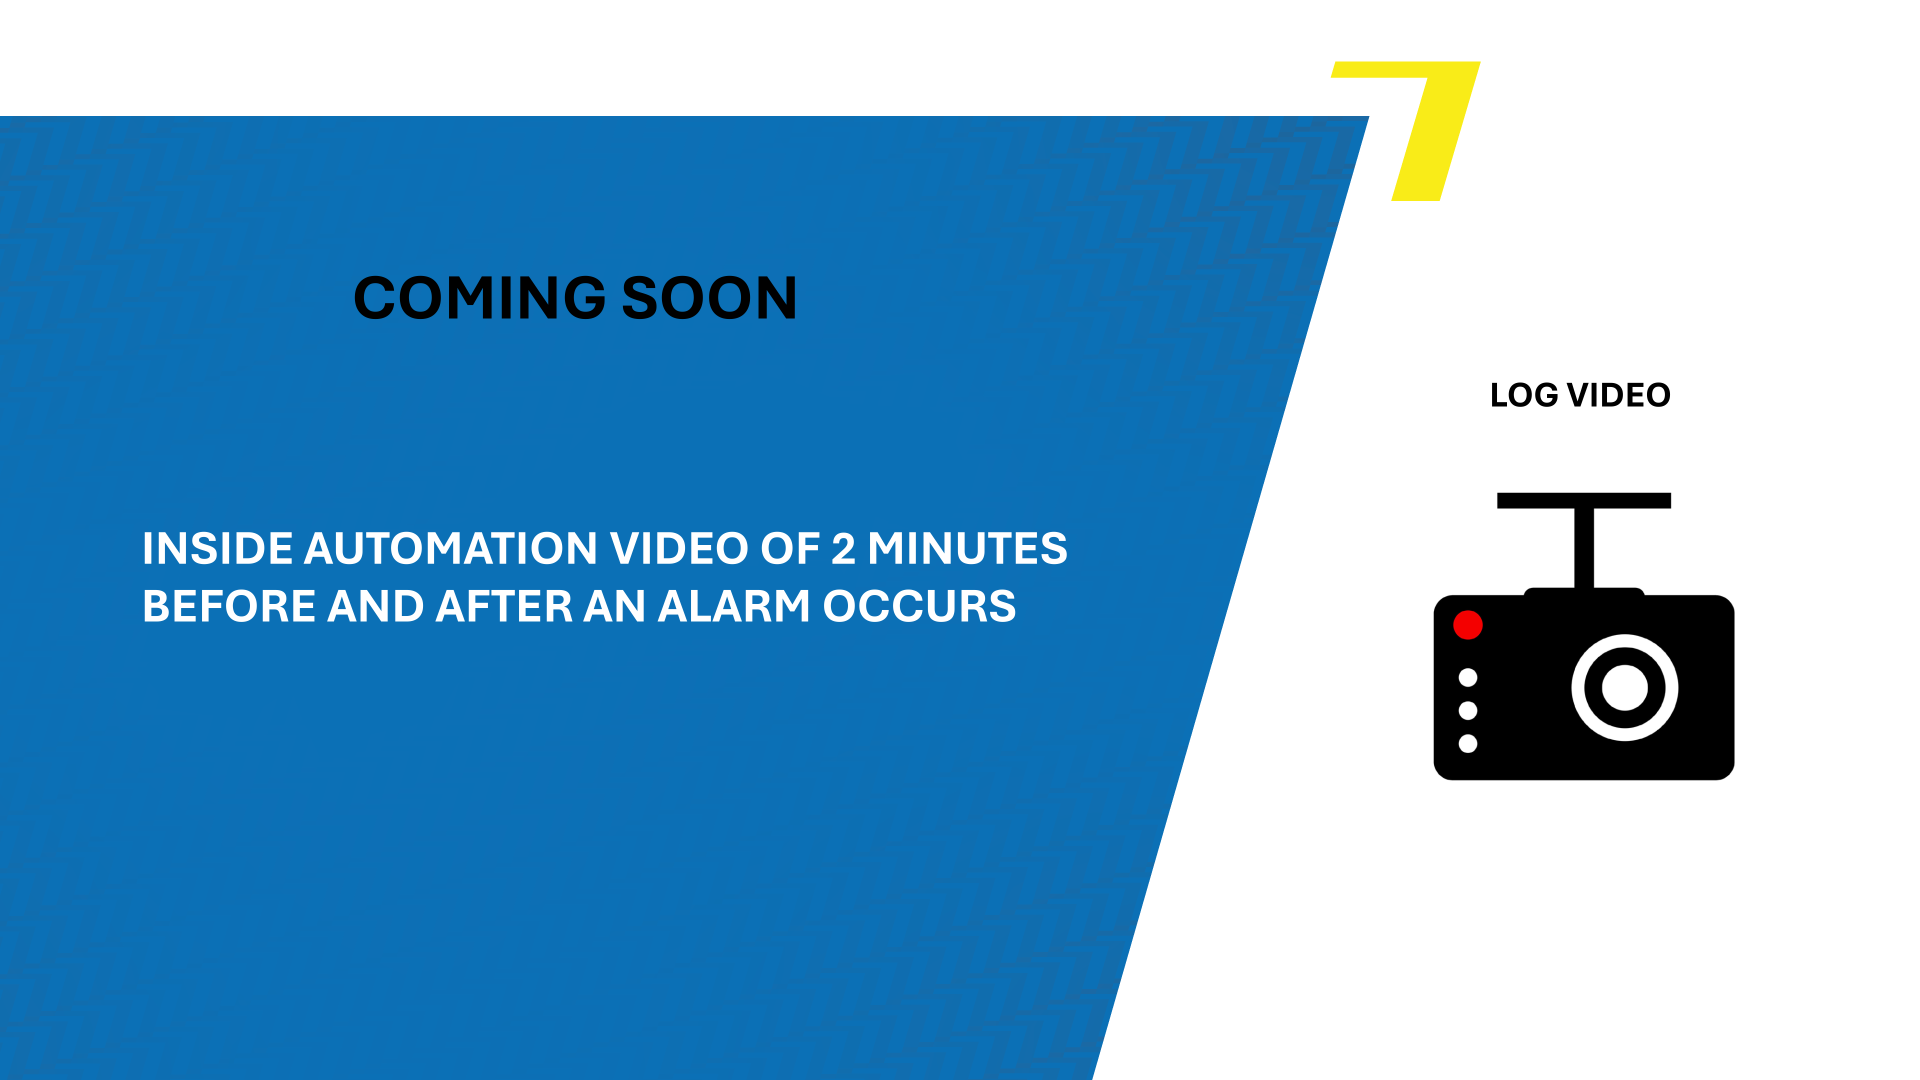 COMING SOON
LOG VIDEO
INSIDE AUTOMATION VIDEO OF 2 MINUTES
BEFORE AND AFTER AN ALARM OCCURS